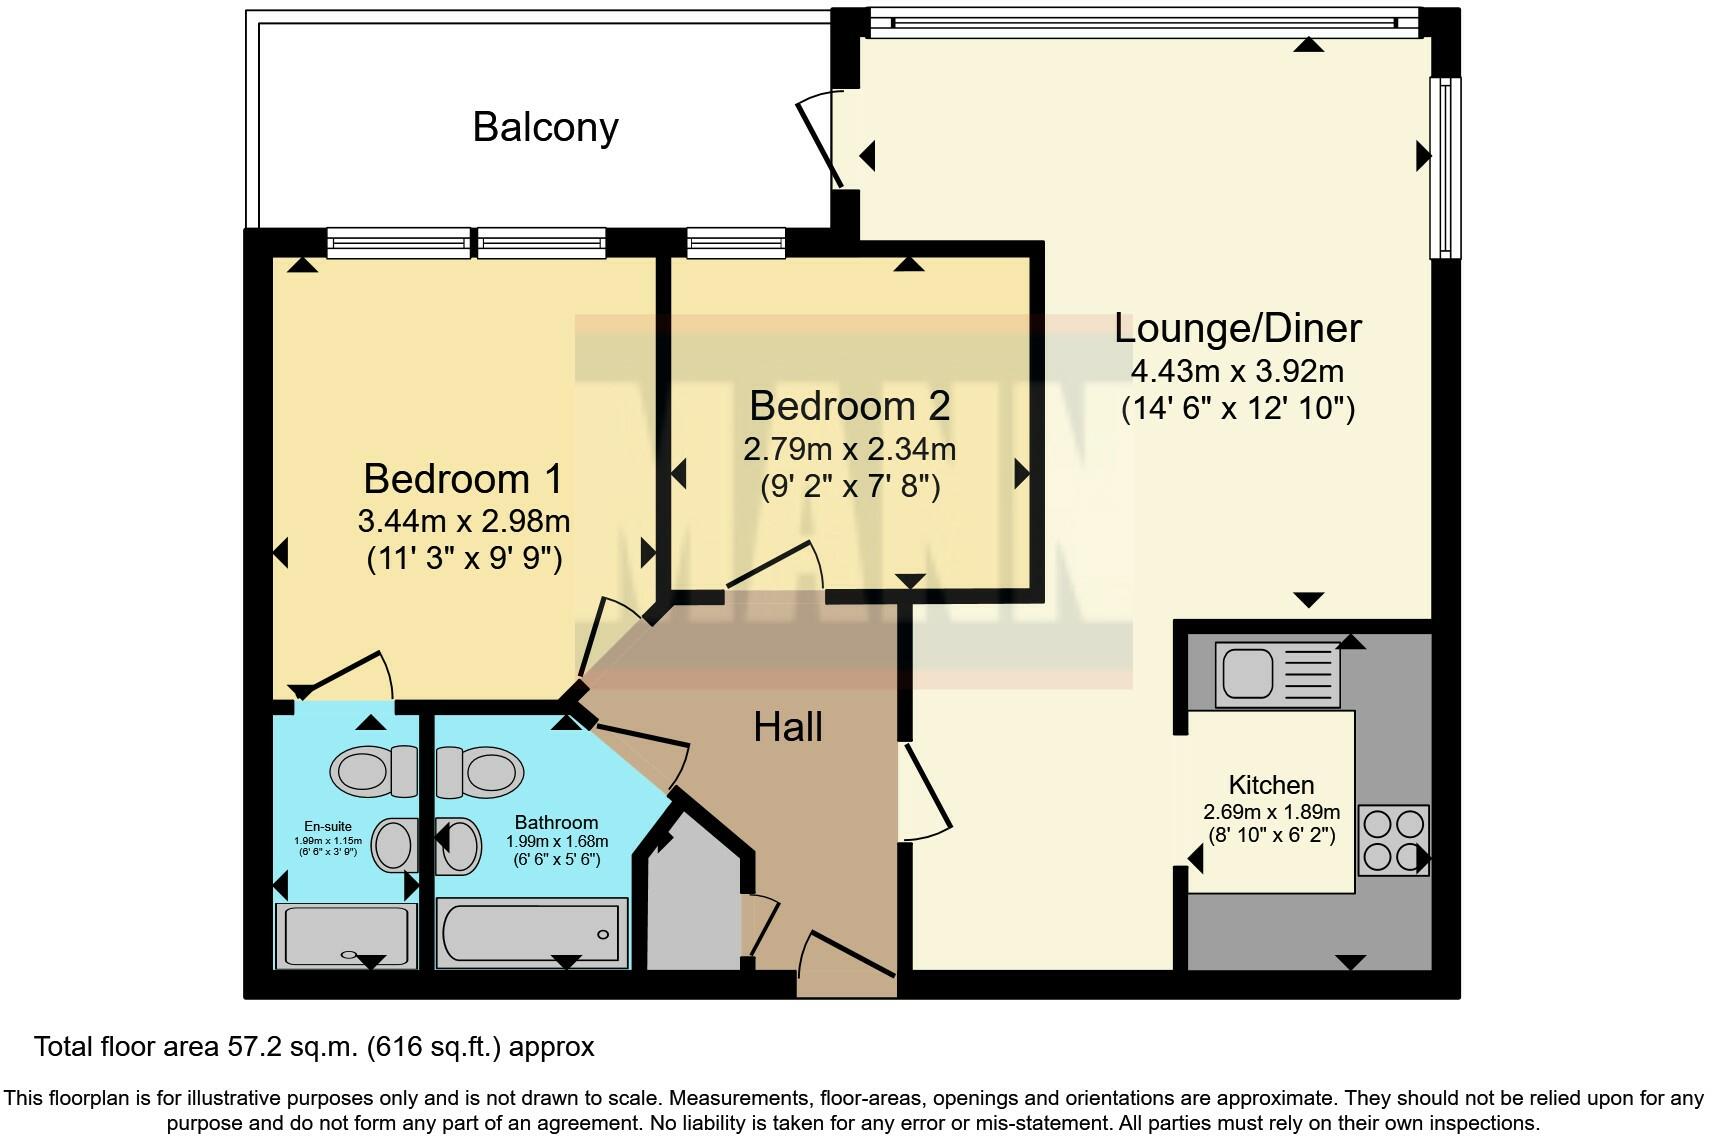 Balcony
Lounge/Diner
4.43m x 3.92m
(14' 6" x 12' 10")
Bedroom 2
2.79m x 2.34m
(9' 2" x 7' 8")
Bedroom 1
3.44m x 2.98m
(11' 3" x 9' 9")
MANN
Hall
Kitchen
2.69m x 1.89m
(8' 10" x 6' 2")
En-suite
1.99m x 1.15m
(6' 6" x 3' 9")
Bathroom
1.99m x 1.68m
(6' 6" x 5' 6")
Total floor area 57.2 sq.m. (616 sq.ft.) approx
This floorplan is for illustrative purposes only and is not drawn to scale. Measurements, floor-areas, openings and orientations are approximate. They should not be relied upon for any
purpose and do not form any part of an agreement. No liability is taken for any error or mis-statement. All parties must rely on their own inspections.